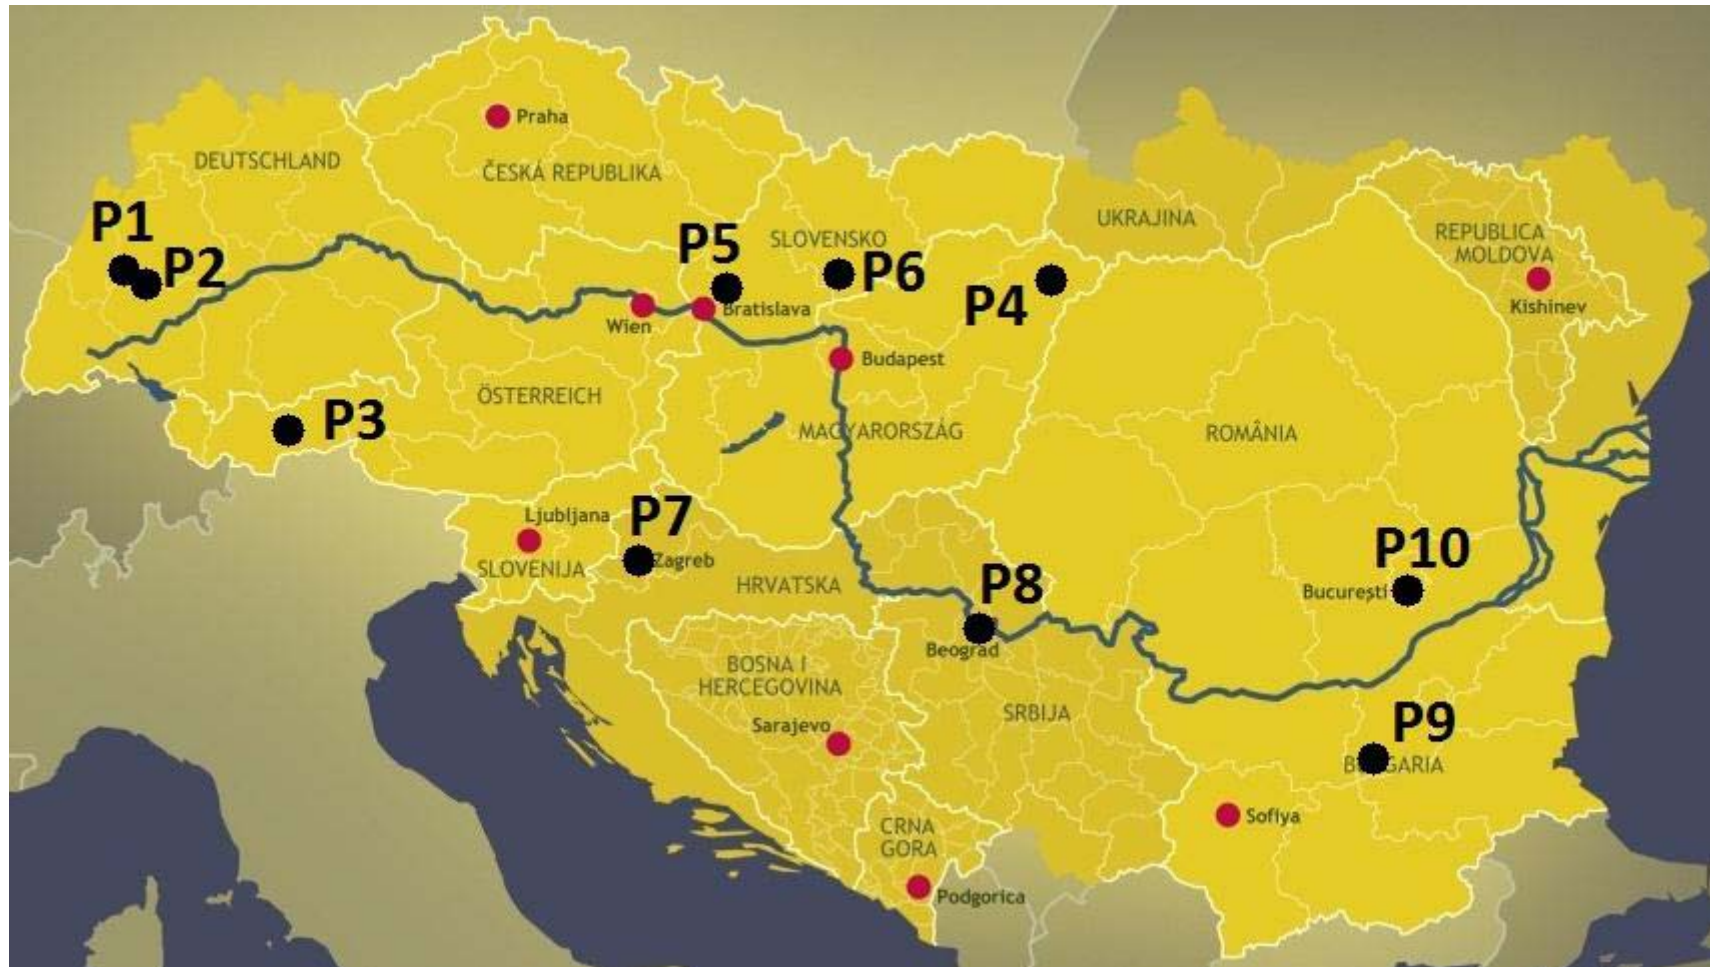 Praha
DEUTSCHLAND
ČESKÁ REPUBLIKA
P1
P2
P5
SLOVENSKO
P6
P4
UKRAJINA
REPUBLICA
MOLDOVA
Kishinev
Wien
Bratislava
Budapest
ÖSTERREICH
P3
MAGYARORSZÁG
ROMÂNIA
Ljubljana
SLOVENIJA
P7
Zagreb
HRVATSKA
P8
Beograd
P10
București
BOSNA I
HERCEGOVINA
Sarajevo
SRBIJA
P9
BULGARIA
Sofiya
CRNA
GORA
Podgorica